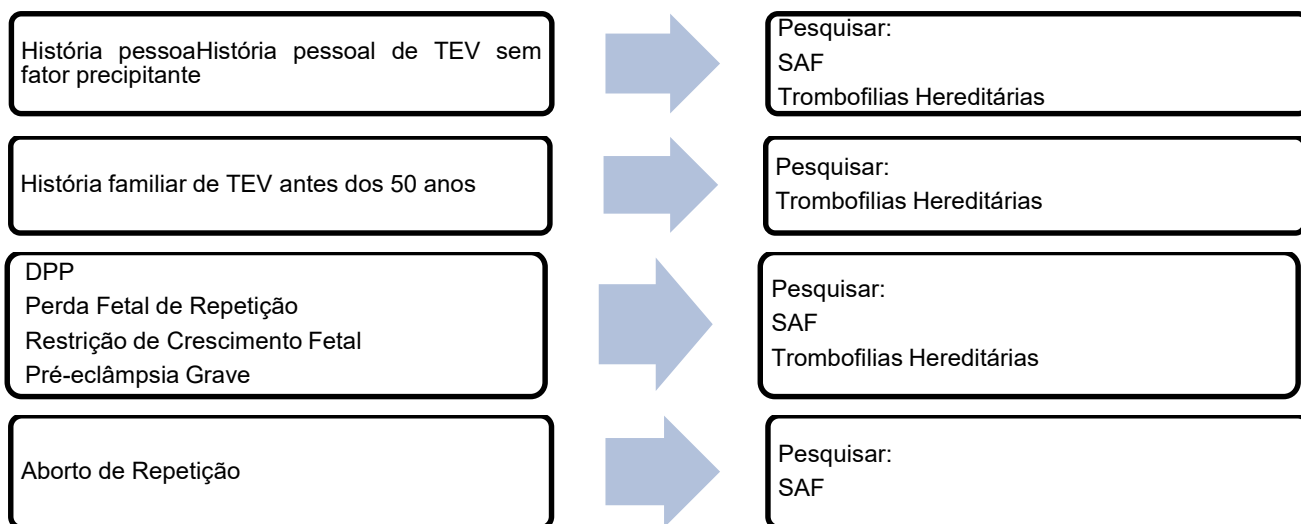 História pessoaHistória pessoal de TEV sem
fator precipitante
Pesquisar:
SAF
Trombofilias Hereditárias
História familiar de TEV antes dos 50 anos
Pesquisar:
Trombofilias Hereditárias
DPP
Perda Fetal de Repetição
Restrição de Crescimento Fetal
Pré-eclâmpsia Grave
Pesquisar:
SAF
Trombofilias Hereditárias
Aborto de Repetição
Pesquisar:
SAF